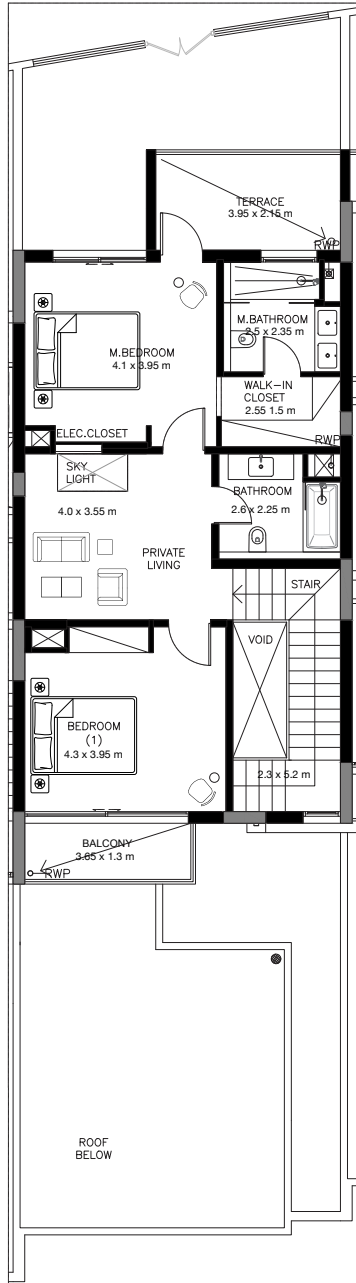 TERRACE
3.95 x 2.15 m
RWP
M.BATHROOM
2.5 x 2.35 m
M.BEDROOM
4.1 x 3.95 m
WALK-IN
CLOSET
2.55 1.5 m
ELEC.CLOSET
RWP
SKY
LIGHT
BATHROOM
2.6 x 2.25 m
4.0 x 3.55 m
PRIVATE
LIVING
STAIR
VOID
BEDROOM
(1)
4.3 x 3.95 m
2.3 x 5.2 m
BALCONY
3.65 x 1.3 m
RWP
ROOF
BELOW